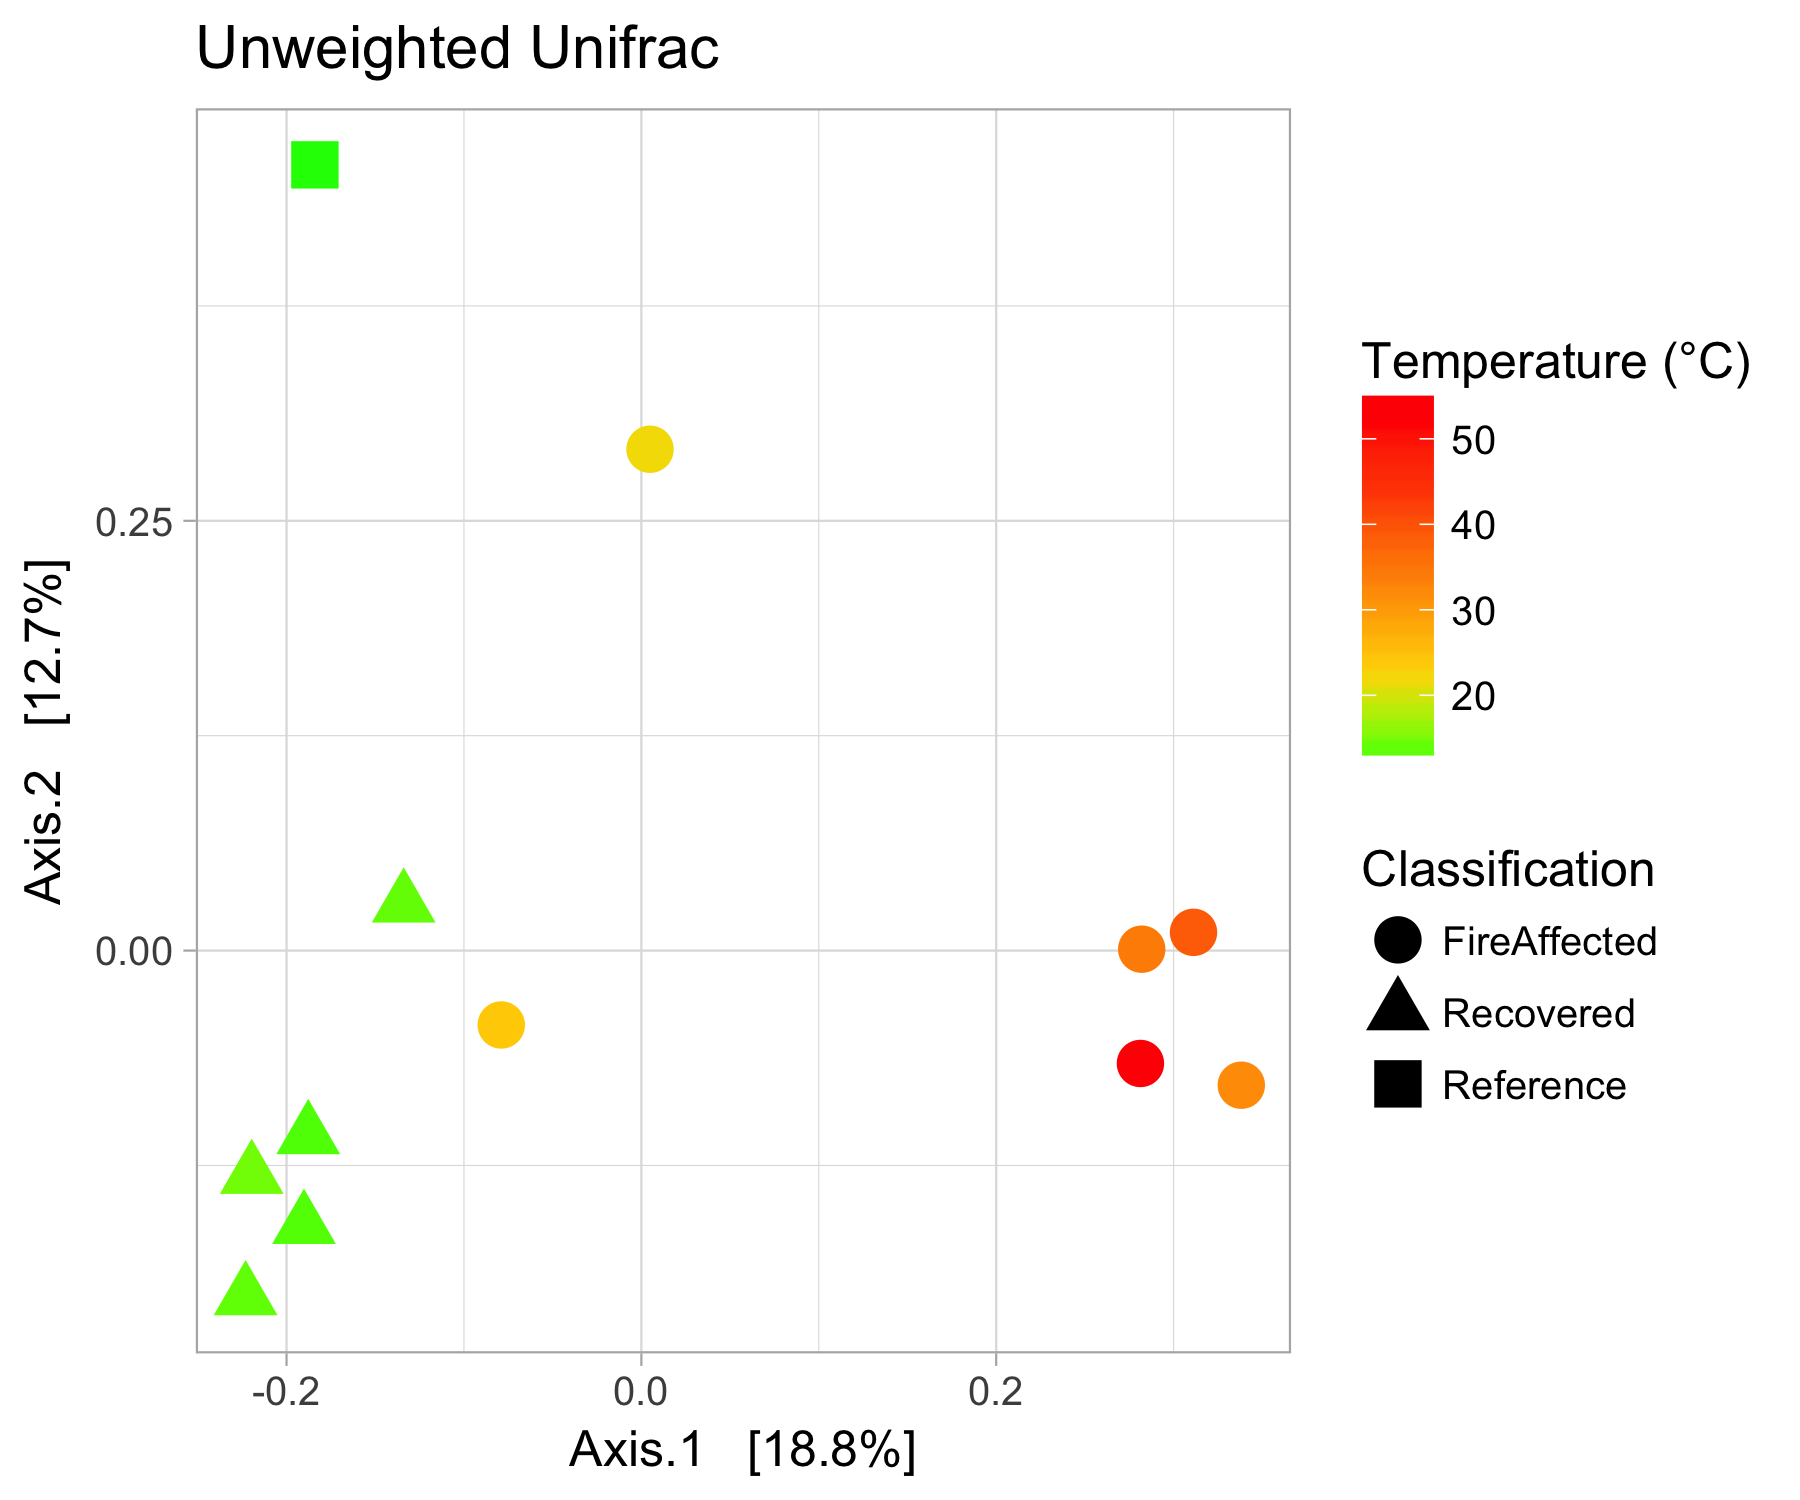 Unweighted Unifrac
Axis.2   [12.7%]
0.25
0.00
-0.2
0.0
0.2
Axis.1   [18.8%]
Temperature (°C)
50
40
30
20
Classification
FireAffected
Recovered
Reference